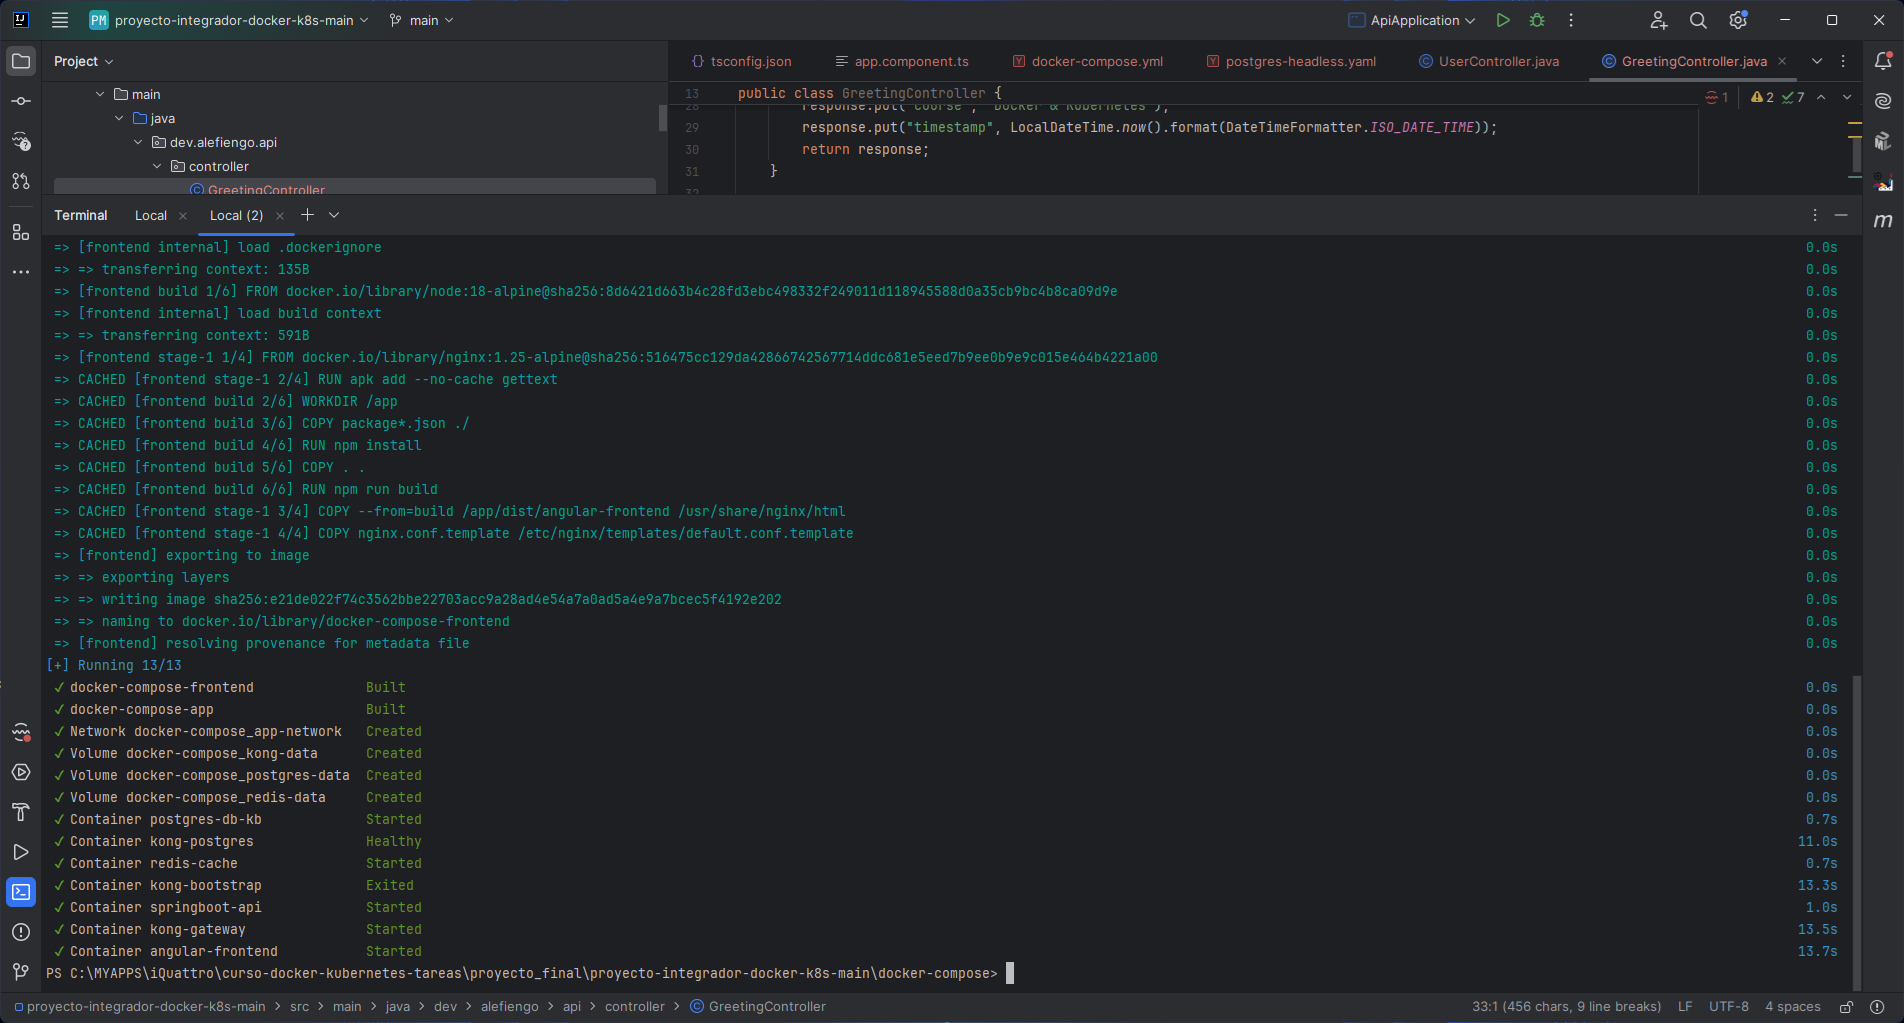 PM proyecto-integrador-docker-k8s-main main ApiApplication
Project
tsconfig.json app.component.ts docker-compose.yml postgres-headless.yaml UserController.java GreetingController.java
main
java
dev.alefiengo.api
controller
GreetingController
1 2 7
13 public class GreetingController {
28 response.put("course", "Docker & Kubernetes");
29 response.put("timestamp", LocalDateTime.now().format(DateTimeFormatter.ISO_DATE_TIME));
30 return response;
31 }
32
Terminal Local Local (2)
=> [frontend internal] load .dockerignore 0.0s
=> => transferring context: 135B 0.0s
=> [frontend build 1/6] FROM docker.io/library/node:18-alpine@sha256:8d6421d663b4c28fd3ebc498332f249011d118945588d0a35cb9bc4b8ca09d9e 0.0s
=> [frontend internal] load build context 0.0s
=> => transferring context: 591B 0.0s
=> [frontend stage-1 1/4] FROM docker.io/library/nginx:1.25-alpine@sha256:516475cc129da42866742567714ddc681e5eed7b9ee0b9e9c015e464b4221a00 0.0s
=> CACHED [frontend stage-1 2/4] RUN apk add --no-cache gettext 0.0s
=> CACHED [frontend build 2/6] WORKDIR /app 0.0s
=> CACHED [frontend build 3/6] COPY package*.json ./ 0.0s
=> CACHED [frontend build 4/6] RUN npm install 0.0s
=> CACHED [frontend build 5/6] COPY . . 0.0s
=> CACHED [frontend build 6/6] RUN npm run build 0.0s
=> CACHED [frontend stage-1 3/4] COPY --from=build /app/dist/angular-frontend /usr/share/nginx/html 0.0s
=> CACHED [frontend stage-1 4/4] COPY nginx.conf.template /etc/nginx/templates/default.conf.template 0.0s
=> [frontend] exporting to image 0.0s
=> => exporting layers 0.0s
=> => writing image sha256:e21de022f74c3562bbe22703acc9a28ad4e54a7a0ad5a4e9a7bcec5f4192e202 0.0s
=> => naming to docker.io/library/docker-compose-frontend 0.0s
=> [frontend] resolving provenance for metadata file 0.0s
[+] Running 13/13
✔ docker-compose-frontend Built 0.0s
✔ docker-compose-app Built 0.0s
✔ Network docker-compose_app-network Created 0.0s
✔ Volume docker-compose_kong-data Created 0.0s
✔ Volume docker-compose_postgres-data Created 0.0s
✔ Volume docker-compose_redis-data Created 0.0s
✔ Container postgres-db-kb Started 0.7s
✔ Container kong-postgres Healthy 11.0s
✔ Container redis-cache Started 0.7s
✔ Container kong-bootstrap Exited 13.3s
✔ Container springboot-api Started 1.0s
✔ Container kong-gateway Started 13.5s
✔ Container angular-frontend Started 13.7s
PS C:\MYAPPS\iQuattro\curso-docker-kubernetes-tareas\proyecto_final\proyecto-integrador-docker-k8s-main\docker-compose>
proyecto-integrador-docker-k8s-main > src > main > java > dev > alefiengo > api > controller > GreetingController 33:1 (456 chars, 9 line breaks) LF UTF-8 4 spaces